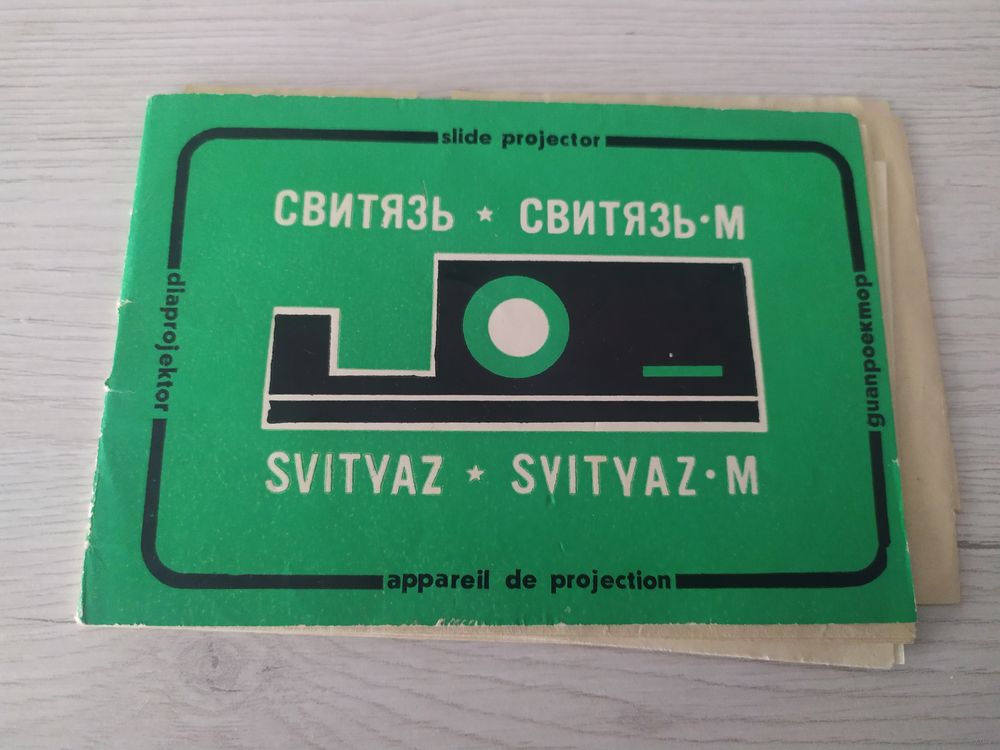 slide projector
СВИТЯЗЬ ★ СВИТЯЗЬ·М
diaprojektor
диапроектор
SVITYAZ ★ SVITYAZ·M
appareil de projection